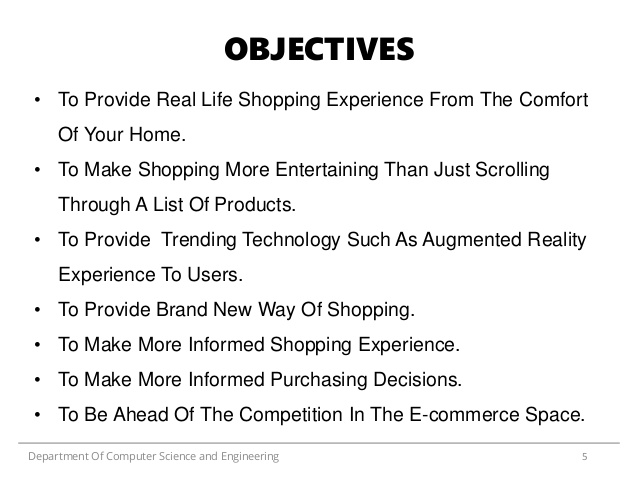 OBJECTIVES
• To Provide Real Life Shopping Experience From The Comfort
Of Your Home.
• To Make Shopping More Entertaining Than Just Scrolling
Through A List Of Products.
• To Provide  Trending Technology Such As Augmented Reality
Experience To Users.
• To Provide Brand New Way Of Shopping.
• To Make More Informed Shopping Experience.
• To Make More Informed Purchasing Decisions.
• To Be Ahead Of The Competition In The E-commerce Space.
Department Of Computer Science and Engineering 5